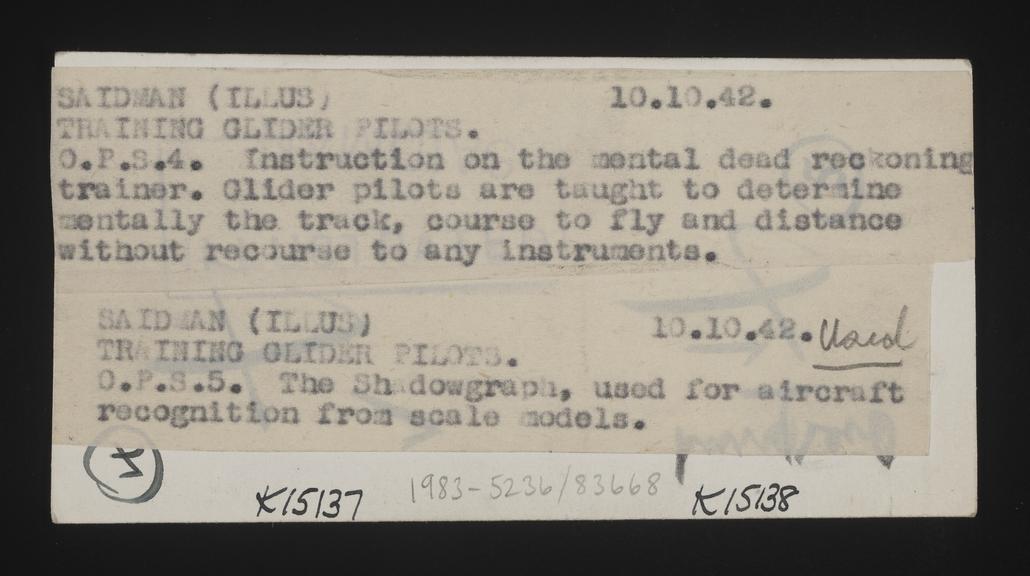 SAIDMAN (ILLUS) 10.10.42.
TRAINING GLIDER PILOTS.
O.P.S.4. Instruction on the mental dead reckoning
trainer. Glider pilots are taught to determine
mentally the track, course to fly and distance
without recourse to any instruments.
SAIDMAN (ILLUS) 10.10.42. Used
TRAINING GLIDER PILOTS.
O.P.S.5. The Shadowgraph, used for aircraft
recognition from scale models.
K15137 1983-5236/83668 K15138